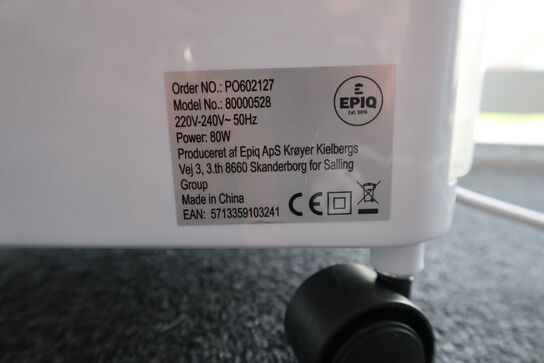 Order NO.: PO602127
Model No.: 80000528
220V-240V~ 50Hz
Power: 80W
Produceret af Epiq ApS Krøyer Kielbergs
Vej 3, 3.th 8660 Skanderborg for Salling
Group
Made in China
EAN: 5713359103241
EPIQ
Est. 2016
CE